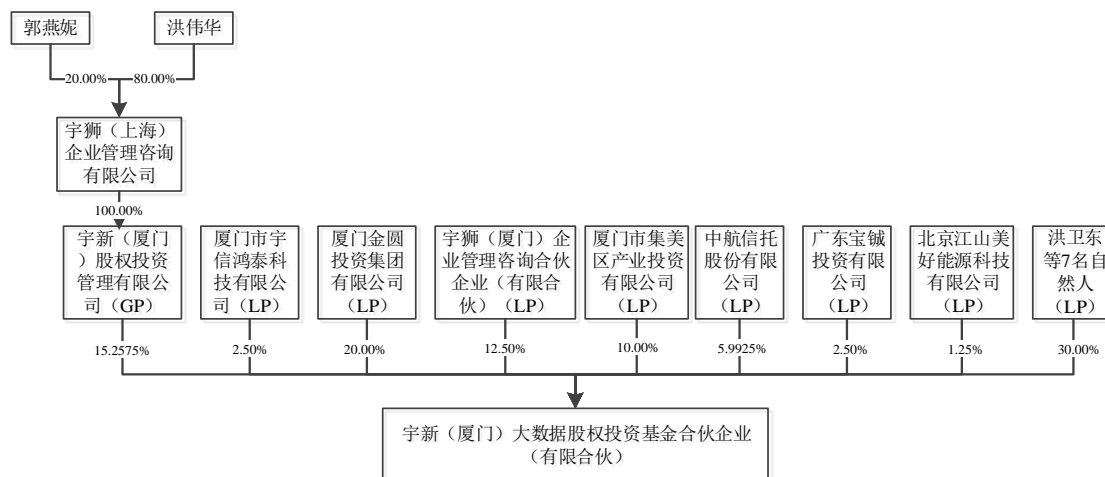 郭燕妮
洪伟华
20.00%
80.00%
宇狮（上海）
企业管理咨询
有限公司
100.00%
宇新（厦门
）股权投资
管理有限公
司（GP）
厦门市宇
信鸿泰科
技有限公
司（LP）
厦门金圆
投资集团
有限公司
（LP）
宇狮（厦门）企
业管理咨询合伙
企业（有限合
伙）（LP）
厦门市集美
区产业投资
有限公司
（LP）
中航信托
股份有限
公司
（LP）
广东宝铖
投资有限
公司
（LP）
北京江山美
好能源科技
有限公司
（LP）
洪卫东
等7名自
然人
（LP）
15.2575%
2.50%
20.00%
12.50%
10.00%
5.9925%
2.50%
1.25%
30.00%
宇新（厦门）大数据股权投资基金合伙企业
（有限合伙）